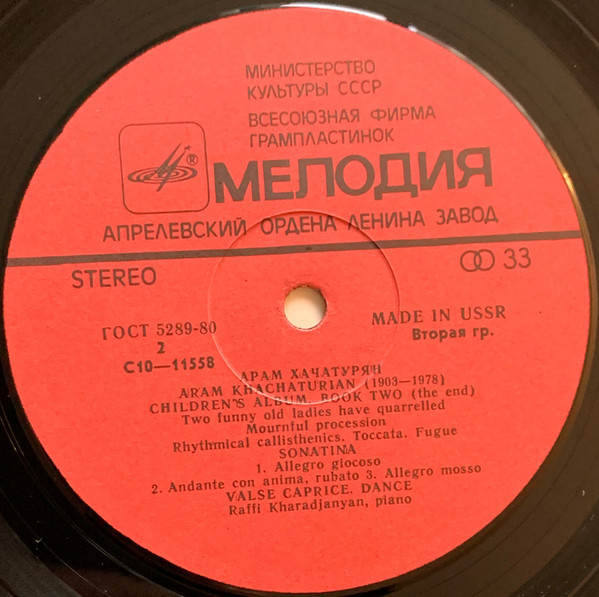 МИНИСТЕРСТВО
КУЛЬТУРЫ СССР
ВСЕСОЮЗНАЯ ФИРМА
ГРАМПЛАСТИНОК
®
МЕЛОДИЯ
АПРЕЛЕВСКИЙ ОРДЕНА ЛЕНИНА ЗАВОД
STEREO
33
ГОСТ 5289-80
MADE IN USSR
2
Вторая гр.
С10—11558
АРАМ ХАЧАТУРЯН
ARAM KHACHATURIAN (1903—1978)
CHILDREN'S ALBUM. BOOK TWO (the end)
Two funny old ladies have quarrelled
Mournful procession
Rhythmical callisthenics. Toccata. Fugue
SONATINA
1. Allegro giocoso
2. Andante con anima, rubato 3. Allegro mosso
VALSE CAPRICE. DANCE
Raffi Kharadjanyan, piano